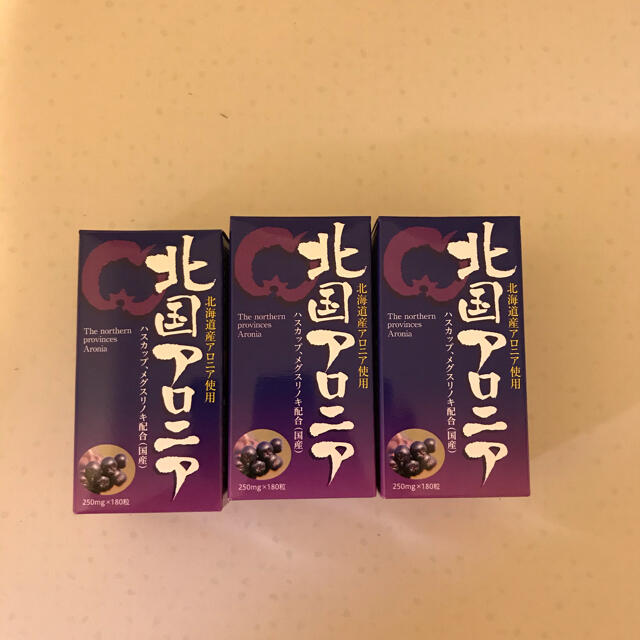 北国アロニア
北海道産アロニア使用
ハスカップ、メグスリノキ配合(国産)
The northern
provinces
Aronia
250mg×180粒
北国アロニア
北海道産アロニア使用
ハスカップ、メグスリノキ配合(国産)
The northern
provinces
Aronia
250mg×180粒
北国アロニア
北海道産アロニア使用
ハスカップ、メグスリノキ配合(国産)
The northern
provinces
Aronia
250mg×180粒